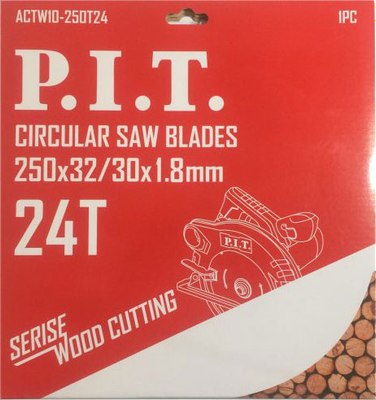 ACTW10-250T24
1PC
P.I.T.
CIRCULAR SAW BLADES
250x32/30x1.8mm
24T
P.I.T.
SERISE
WOOD CUTTING